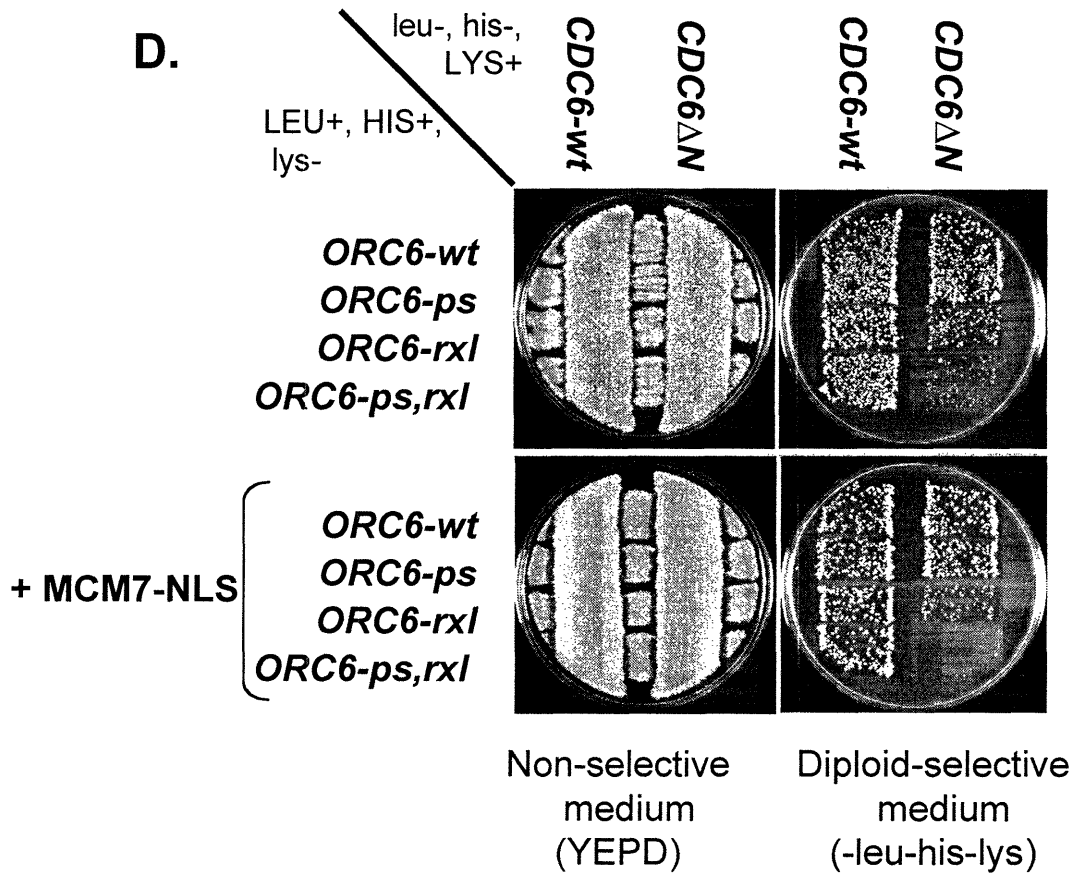 D.
leu-, his-,
LYS+
LEU+, HIS+,
lys-
CDC6-wt
CDC6ΔN
CDC6-wt
CDC6ΔN
ORC6-wt
ORC6-ps
ORC6-rxl
ORC6-ps,rxl
+ MCM7-NLS
ORC6-wt
ORC6-ps
ORC6-rxl
ORC6-ps,rxl
Non-selective
medium
(YEPD)
Diploid-selective
medium
(-leu-his-lys)